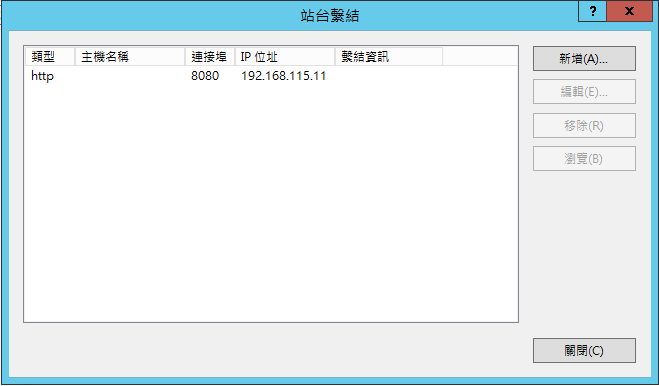 站台繫結
? x
類型 主機名稱 連接埠 IP 位址 繫結資訊
http 8080 192.168.115.11
新增(A)...
編輯(E)...
移除(R)
瀏覽(B)
關閉(C)